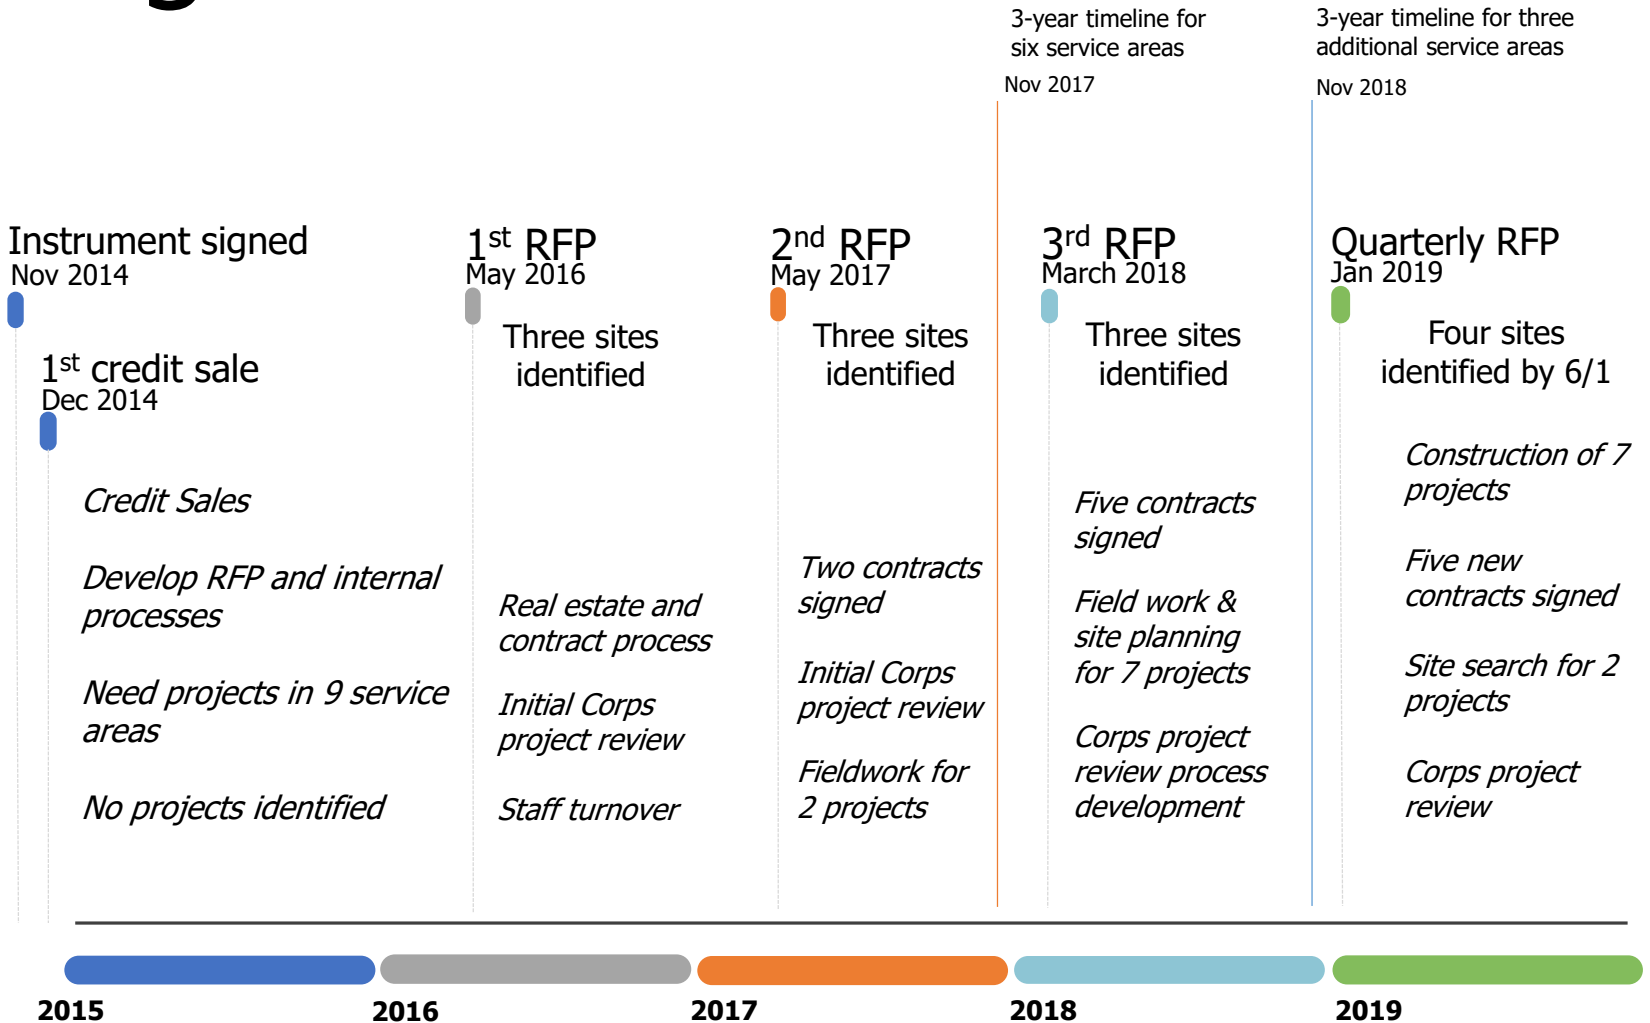 3-year timeline for
six service areas
Nov 2017
3-year timeline for three
additional service areas
Nov 2018
Instrument signed
Nov 2014
1st credit sale
Dec 2014
Credit Sales
Develop RFP and internal
processes
Need projects in 9 service
areas
No projects identified
1st RFP
May 2016
Three sites
identified
Real estate and
contract process
Initial Corps
project review
Staff turnover
2nd RFP
May 2017
Three sites
identified
Two contracts
signed
Initial Corps
project review
Fieldwork for
2 projects
3rd RFP
March 2018
Three sites
identified
Five contracts
signed
Field work &
site planning
for 7 projects
Corps project
review process
development
Quarterly RFP
Jan 2019
Four sites
identified by 6/1
Construction of 7
projects
Five new
contracts signed
Site search for 2
projects
Corps project
review
2015
2016
2017
2018
2019